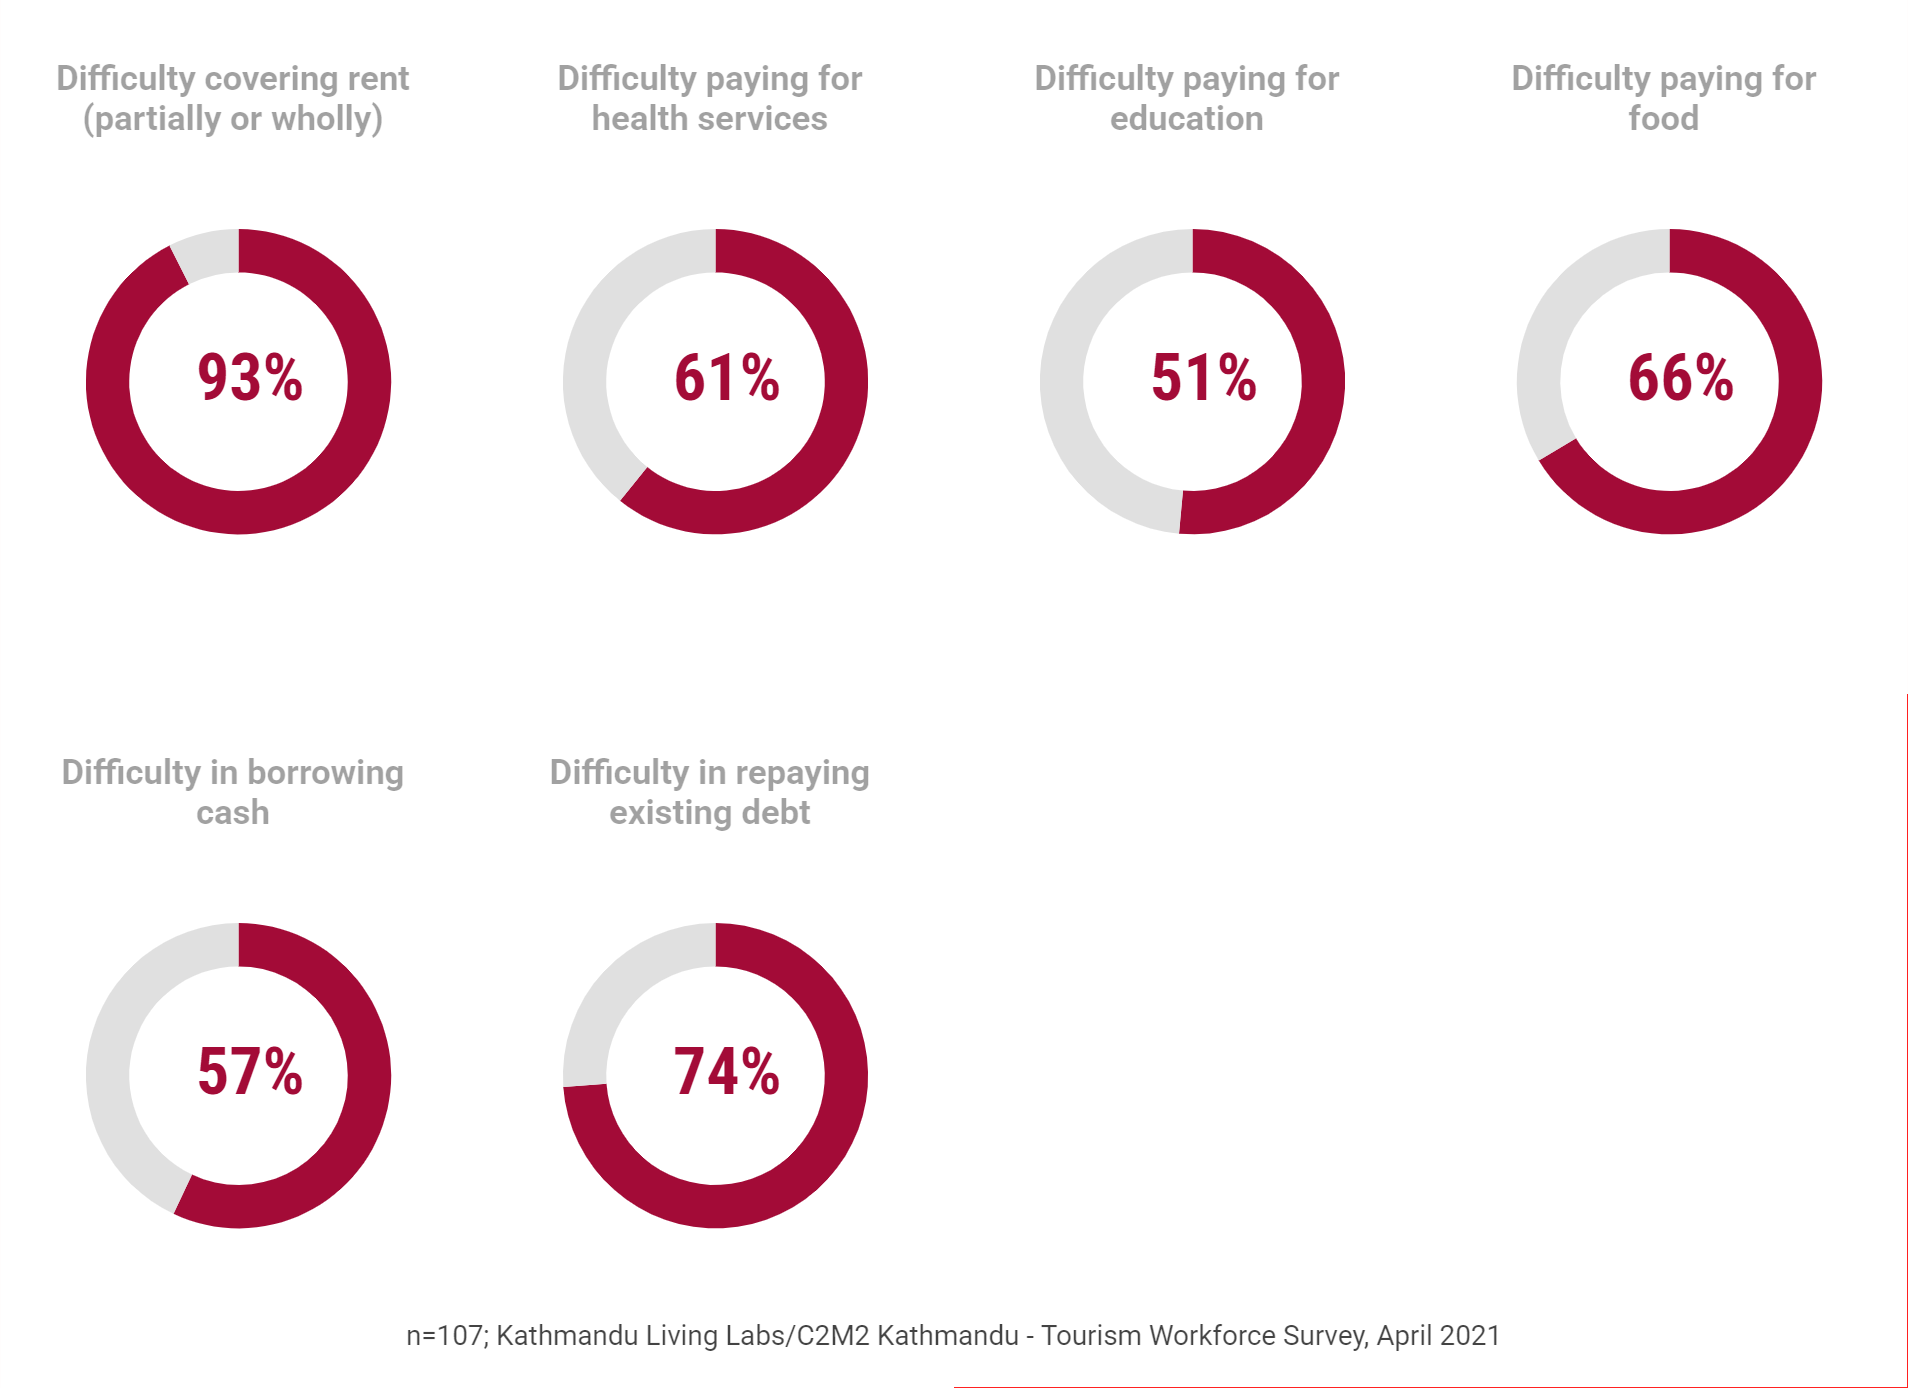 Difficulty covering rent
(partially or wholly)
93%
Difficulty paying for
health services
61%
Difficulty paying for
education
51%
Difficulty paying for
food
66%
Difficulty in borrowing
cash
57%
Difficulty in repaying
existing debt
74%
n=107; Kathmandu Living Labs/C2M2 Kathmandu - Tourism Workforce Survey, April 2021